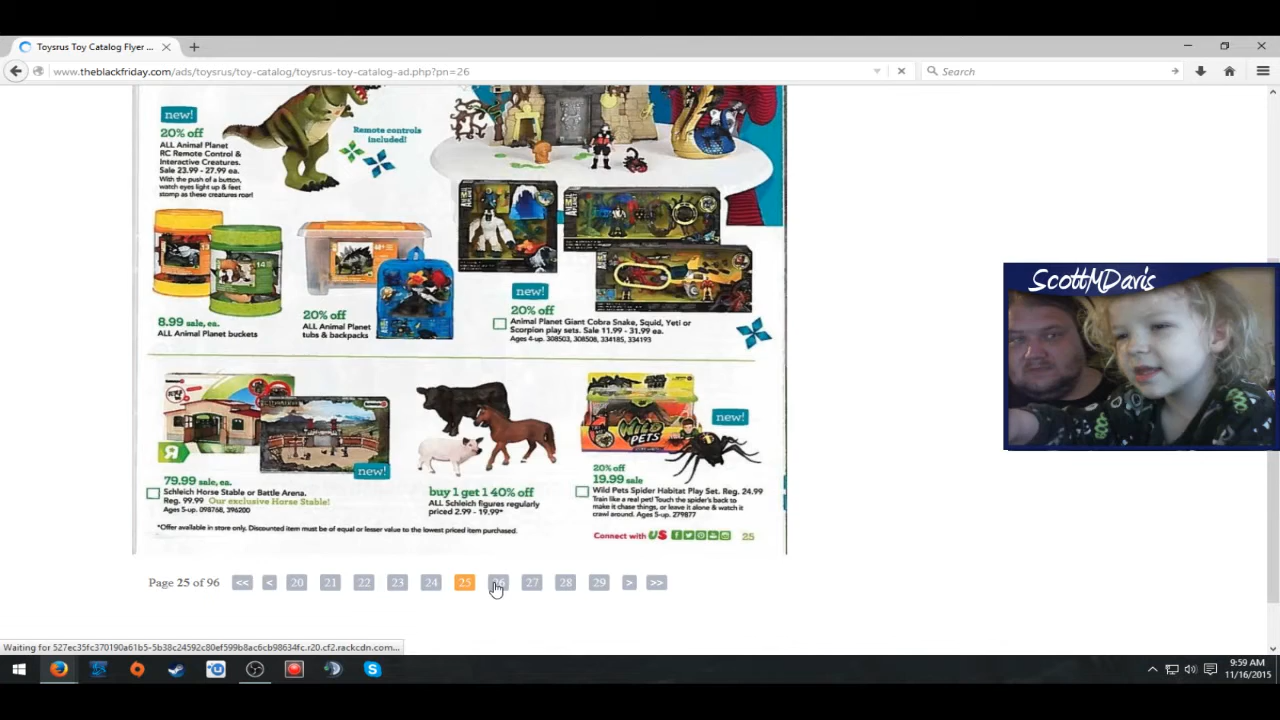 Toysrus Toy Catalog Flyer ...
www.theblackfriday.com/ads/toysrus/toy-catalog/toysrus-toy-catalog-ad.php?pn=26
Search
new!
20% off
ALL Animal Planet
RC Remote Control &
Interactive Creatures.
Sale 23.99 - 27.99 ea.
With the push of a button,
watch eyes light up & feet
stomp as these creatures roar!
Remote controls
included!
8.99 sale, ea.
ALL Animal Planet buckets
20% off
ALL Animal Planet
tubs & backpacks
new!
20% off
Animal Planet Giant Cobra Snake, Squid, Yeti or
Scorpion play sets. Sale 11.99 - 31.99 ea.
Ages 4-up. 308503, 308508, 334185, 334193
new!
79.99 sale, ea.
Schleich Horse Stable or Battle Arena.
Reg. 99.99 Our exclusive Horse Stable!
Ages 5-up. 098768, 396200
buy 1 get 1 40% off
ALL Schleich figures regularly
priced 2.99 - 19.99*
WILD PETS
new!
20% off
19.99 sale
Wild Pets Spider Habitat Play Set. Reg. 24.99
Train like a real pet! Touch the spider's back to
make it chase things, or leave it alone & watch it
crawl around. Ages 5-up. 279877
*Offer available in store only. Discounted item must be of equal or lesser value to the lowest priced item purchased.
Connect with US 25
Page 25 of 96 << < 20 21 22 23 24 25 26 27 28 29 > >>
ScottMDavis
Waiting for 527ec35fc370190a61b5-5b38c24592c80ef599b8ac6cb98634fc.r20.cf2.rackcdn.com...
9:59 AM
11/16/2015